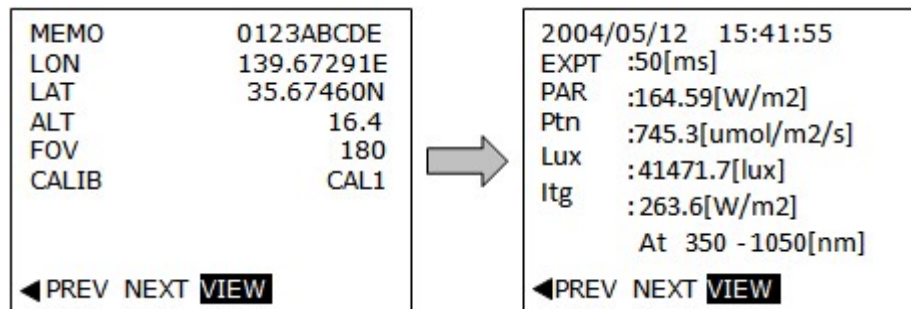 MEMO 0123ABCDE
LON 139.67291E
LAT 35.67460N
ALT 16.4
FOV 180
CALIB CAL1
◀PREV NEXT VIEW
2004/05/12 15:41:55
EXPT :50[ms]
PAR :164.59[W/m2]
Ptn :745.3[umol/m2/s]
Lux :41471.7[lux]
Itg :263.6[W/m2]
At 350 -1050[nm]
◀PREV NEXT VIEW